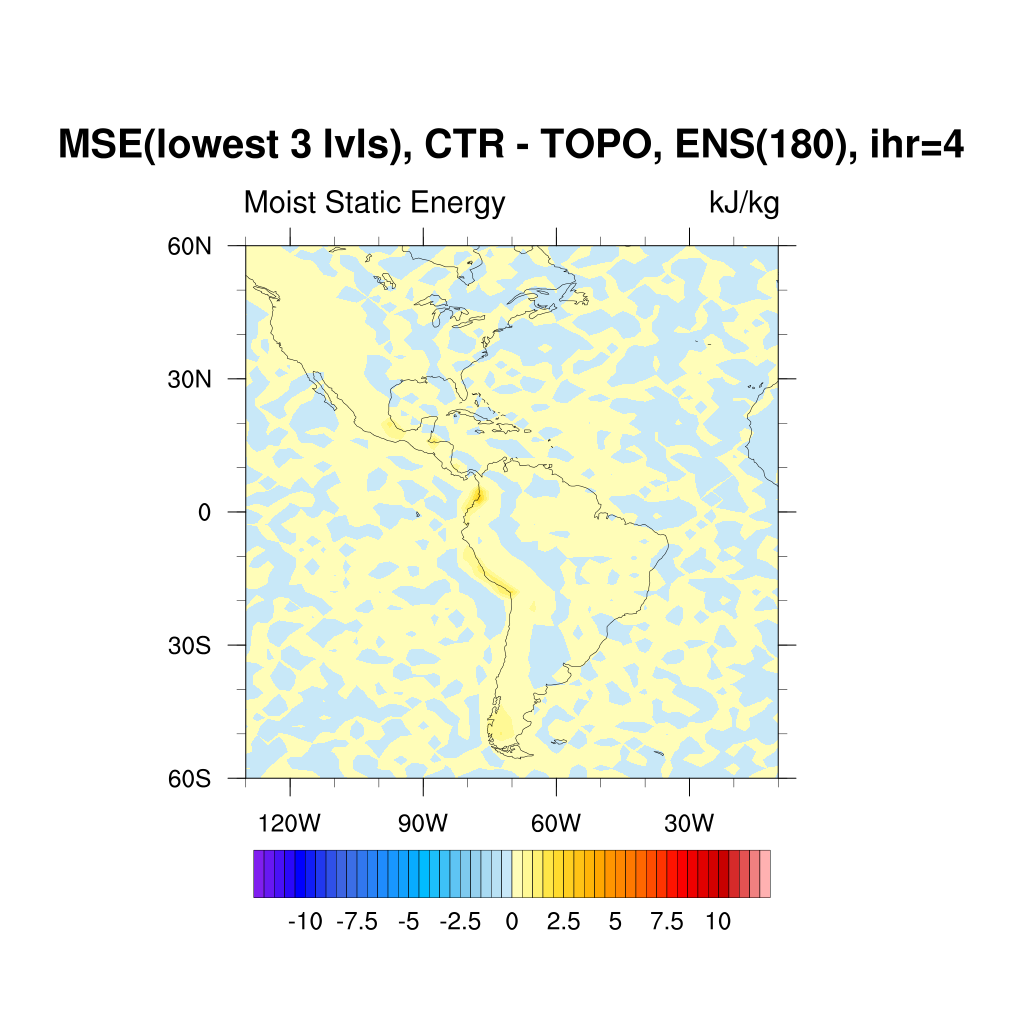 MSE(lowest 3 lvls), CTR - TOPO, ENS(180), ihr=4
Moist Static Energy kJ/kg
60N
30N
0
30S
60S
120W 90W 60W 30W
-10 -7.5 -5 -2.5 0 2.5 5 7.5 10